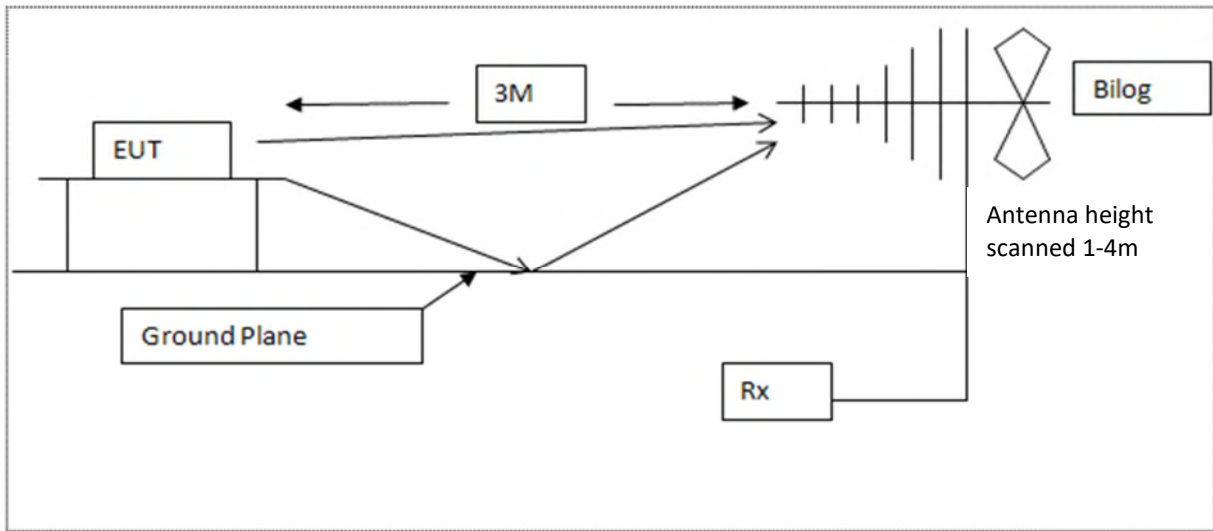 3M
Bilog
EUT
Antenna height
scanned 1-4m
Ground Plane
Rx